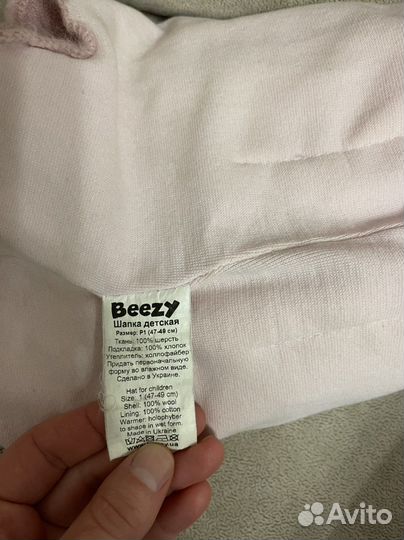 Beezy
Шапка детская
Размер: Р1 (47-49 см)
Ткань: 100% шерсть
Подкладка: 100% хлопок
Утеплитель: холлофайбер
Придать первоначальную
форму во влажном виде.
Сделано в Украине.
Hat for children
Size: 1 (47-49 cm)
Shell: 100% wool
Lining: 100% cotton
Warmer: holophyber
to shape in wet form.
Made in Ukraine
Avito